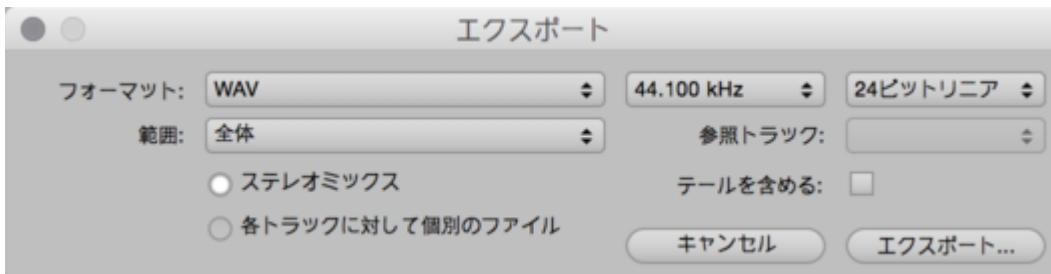 エクスポート
フォーマット: WAV 44.100 kHz 24ビットリニア
範囲: 全体 参照トラック:
ステレオミックス テールを含める:
各トラックに対して個別のファイル
キャンセル エクスポート...